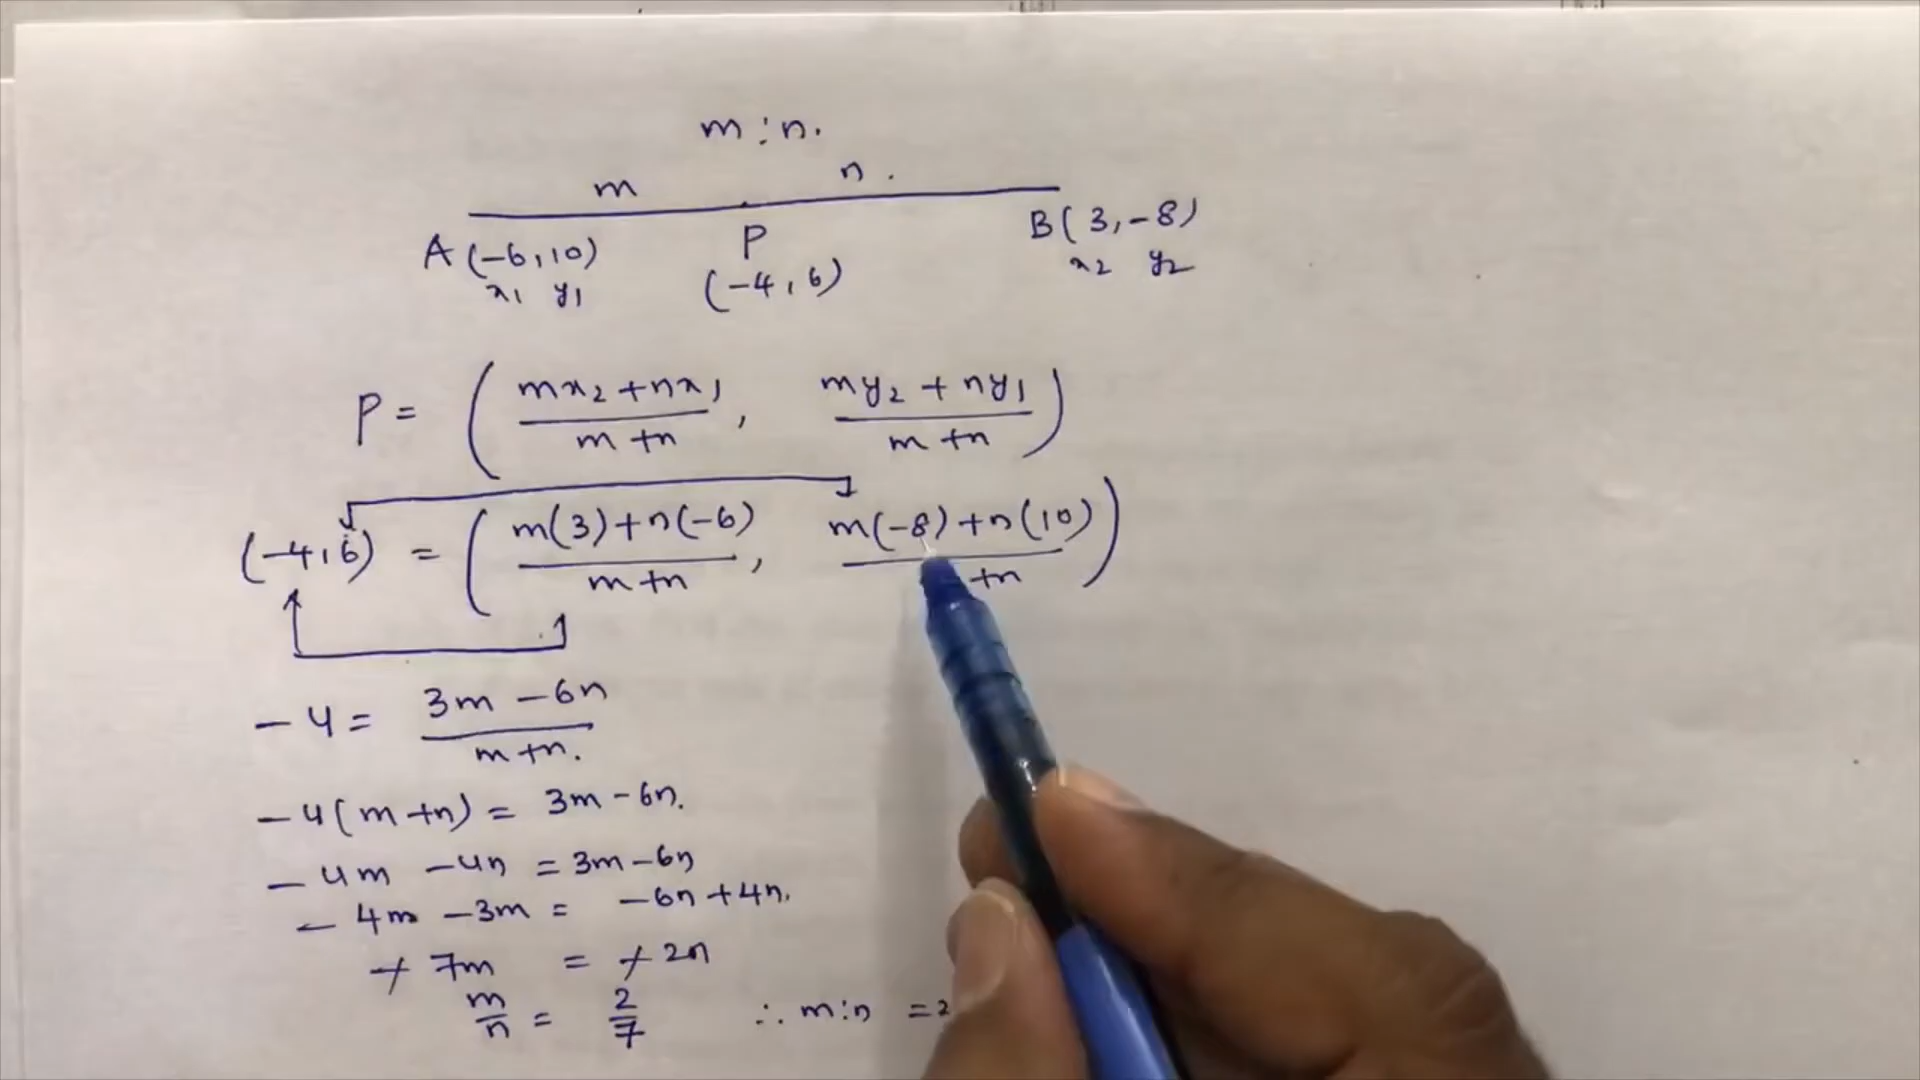 m : n.
m n.
A (-6, 10) P B (3, -8)
x1 y1 (-4, 6) x2 y2
P = ( mx2 + nx1 / m + n , my2 + ny1 / m + n )
(-4, 6) = ( m(3) + n(-6) / m + n , m(-8) + n(10) / + n )
-4 = 3m - 6n / m + n.
-4(m + n) = 3m - 6n.
-4m - 4n = 3m - 6n
-4m - 3m = -6n + 4n.
- 7m = - 2n
m/n = 2/7 ∴ m : n = 2